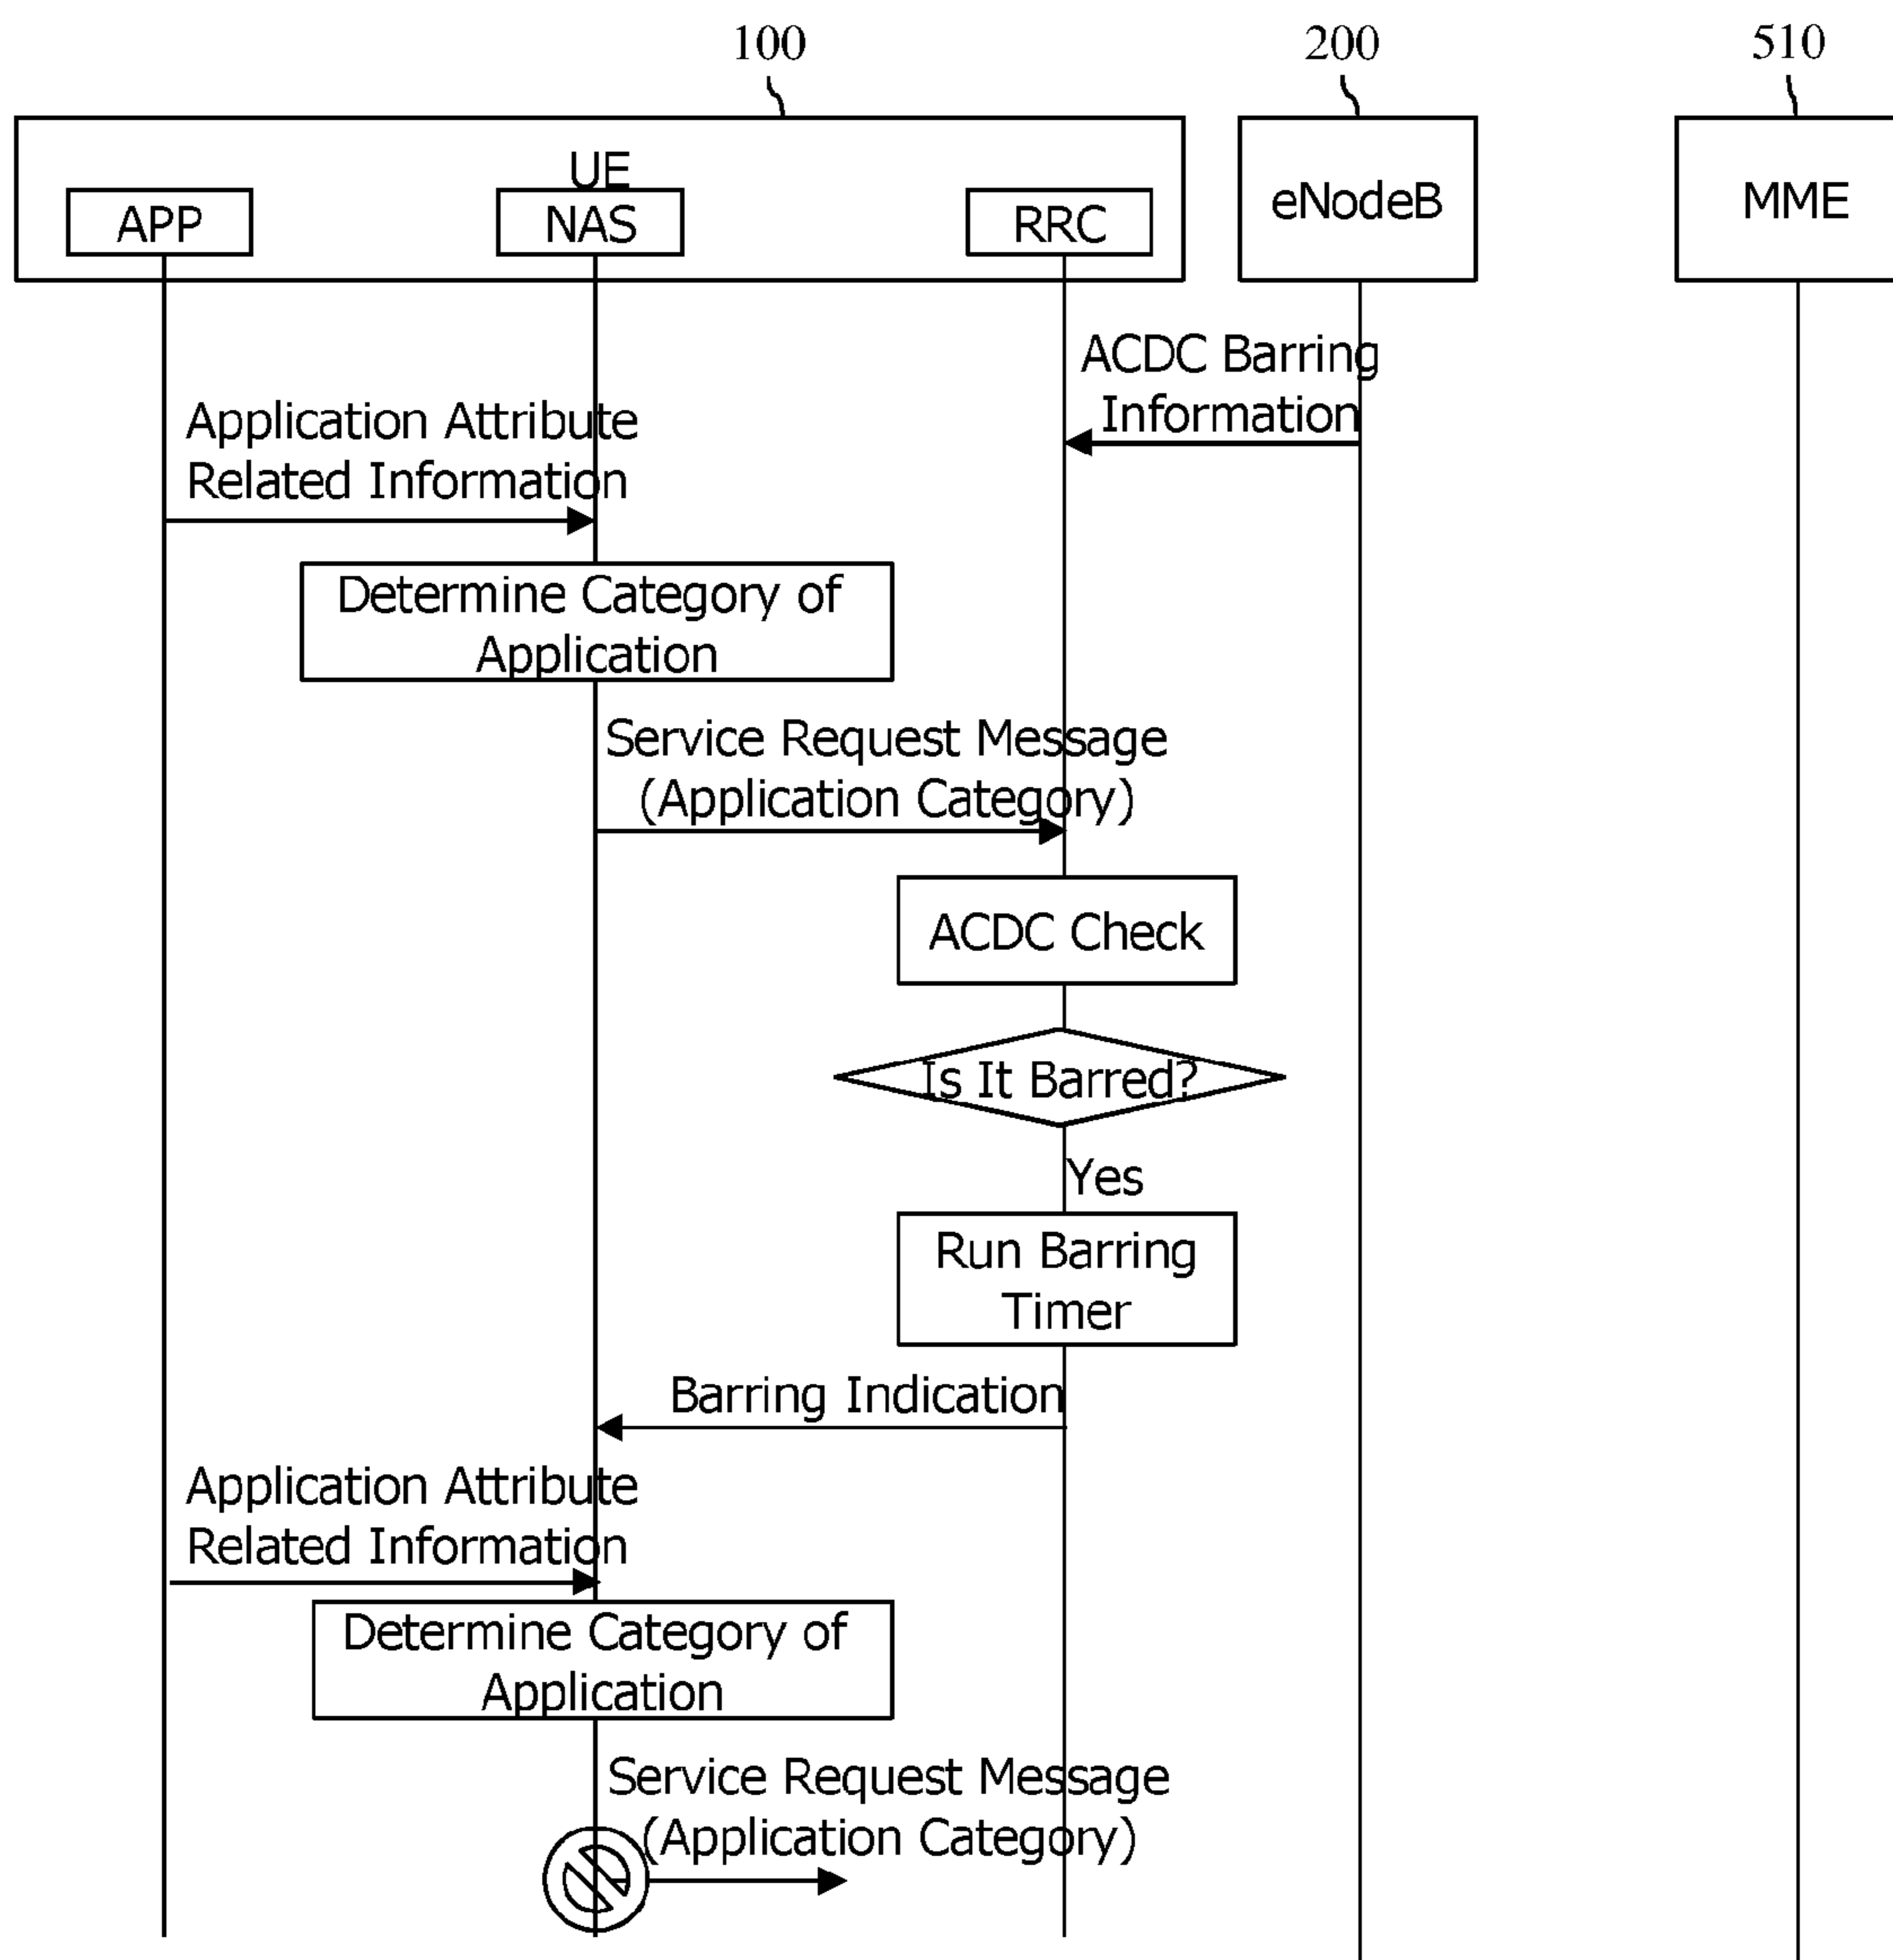 100
200
510
UE
APP
NAS
RRC
eNodeB
MME
ACDC Barring
Information
Application Attribute
Related Information
Determine Category of
Application
Service Request Message
(Application Category)
ACDC Check
Is It Barred?
Yes
Run Barring
Timer
Barring Indication
Application Attribute
Related Information
Determine Category of
Application
Service Request Message
(Application Category)